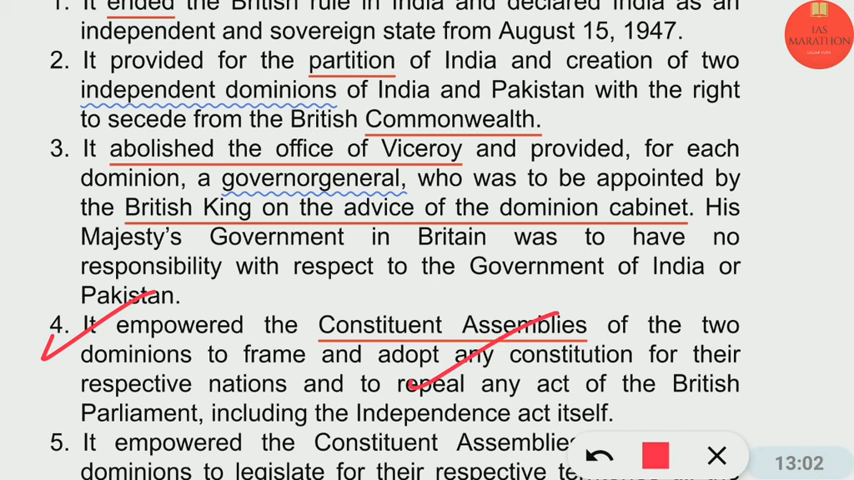 1. It ended the British rule in India and declared India as an
independent and sovereign state from August 15, 1947.
2. It provided for the partition of India and creation of two
independent dominions of India and Pakistan with the right
to secede from the British Commonwealth.
3. It abolished the office of Viceroy and provided, for each
dominion, a governorgeneral, who was to be appointed by
the British King on the advice of the dominion cabinet. His
Majesty's Government in Britain was to have no
responsibility with respect to the Government of India or
Pakistan.
4. It empowered the Constituent Assemblies of the two
dominions to frame and adopt any constitution for their
respective nations and to repeal any act of the British
Parliament, including the Independence act itself.
5. It empowered the Constituent Assemblies
dominions to legislate for their respective
IAS
MARATHON
13:02